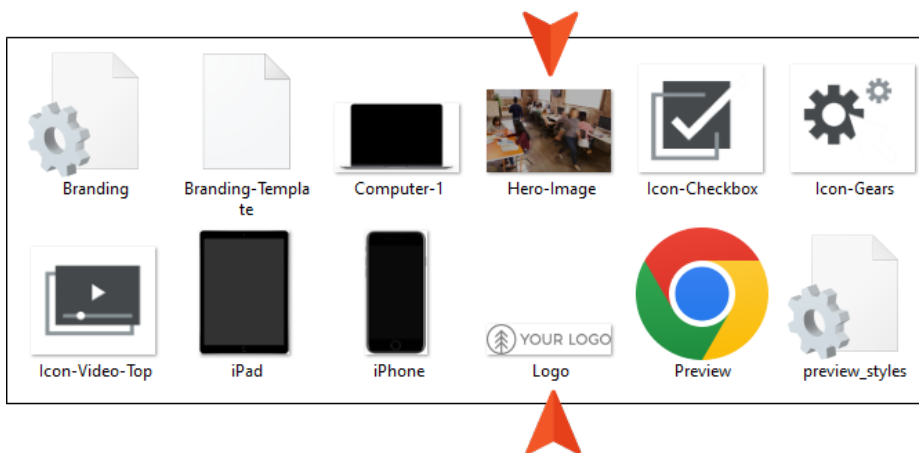 Branding
Branding-Templa
te
Computer-1
Hero-Image
Icon-Checkbox
Icon-Gears
Icon-Video-Top
iPad
iPhone
YOUR LOGO
Logo
Preview
preview_styles